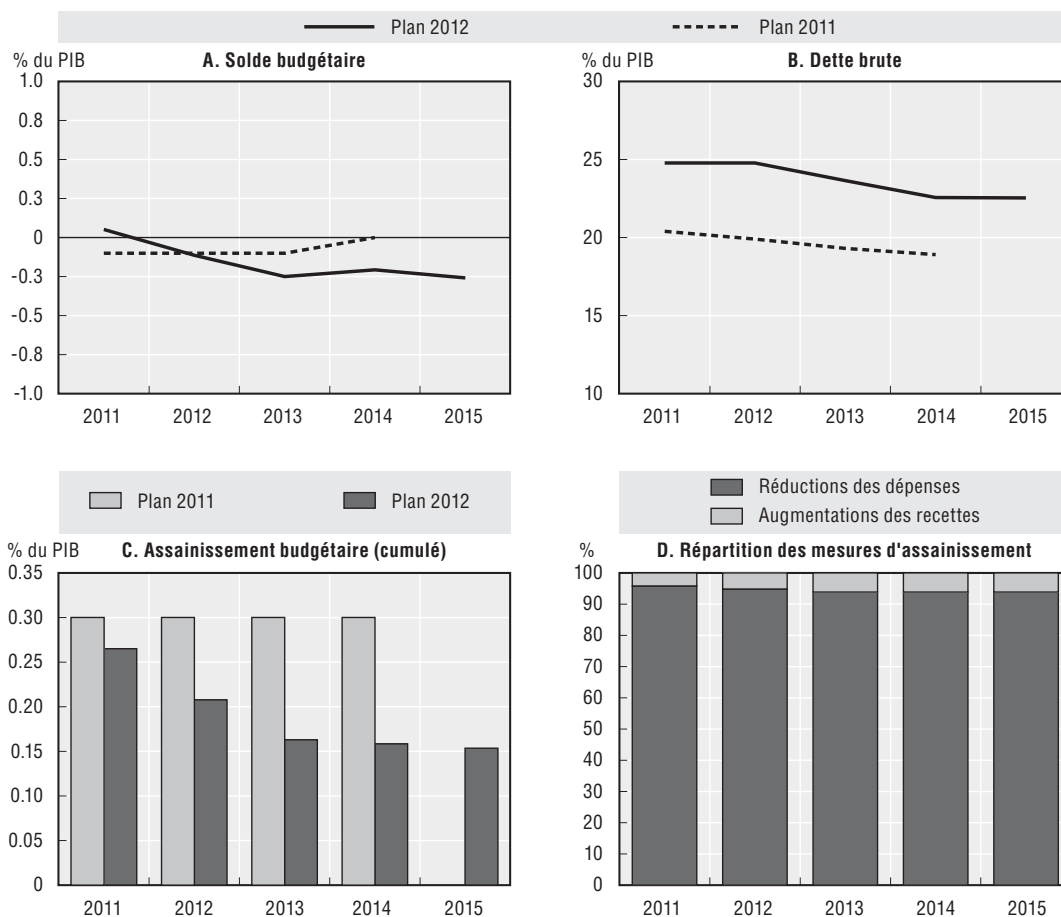 Plan 2012 Plan 2011
% du PIB A. Solde budgétaire
1.0
0.8
0.5
0.3
0
-0.3
-0.5
-0.8
-1.0
2011 2012 2013 2014 2015
% du PIB B. Dette brute
30
25
20
15
10
2011 2012 2013 2014 2015
Plan 2011 Plan 2012
% du PIB C. Assainissement budgétaire (cumulé)
0.35
0.30
0.25
0.20
0.15
0.10
0.05
0
2011 2012 2013 2014 2015
Réductions des dépenses
Augmentations des recettes
% D. Répartition des mesures d'assainissement
100
90
80
70
60
50
40
30
20
10
0
2011 2012 2013 2014 2015